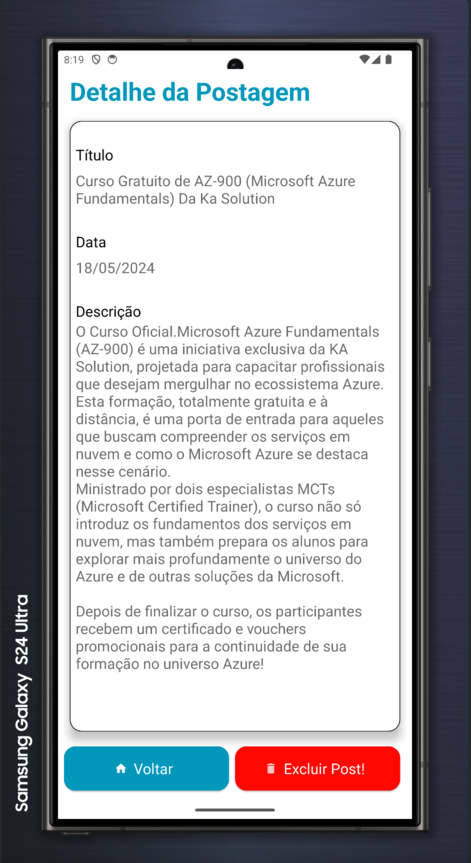 8:19
Detalhe da Postagem
Título
Curso Gratuito de AZ-900 (Microsoft Azure
Fundamentals) Da Ka Solution
Data
18/05/2024
Descrição
O Curso Oficial.Microsoft Azure Fundamentals
(AZ-900) é uma iniciativa exclusiva da KA
Solution, projetada para capacitar profissionais
que desejam mergulhar no ecossistema Azure.
Esta formação, totalmente gratuita e à
distância, é uma porta de entrada para aqueles
que buscam compreender os serviços em
nuvem e como o Microsoft Azure se destaca
nesse cenário.
Ministrado por dois especialistas MCTs
(Microsoft Certified Trainer), o curso não só
introduz os fundamentos dos serviços em
nuvem, mas também prepara os alunos para
explorar mais profundamente o universo do
Azure e de outras soluções da Microsoft.
Depois de finalizar o curso, os participantes
recebem um certificado e vouchers
promocionais para a continuidade de sua
formação no universo Azure!
Voltar
Excluir Post!
Samsung Galaxy S24 Ultra